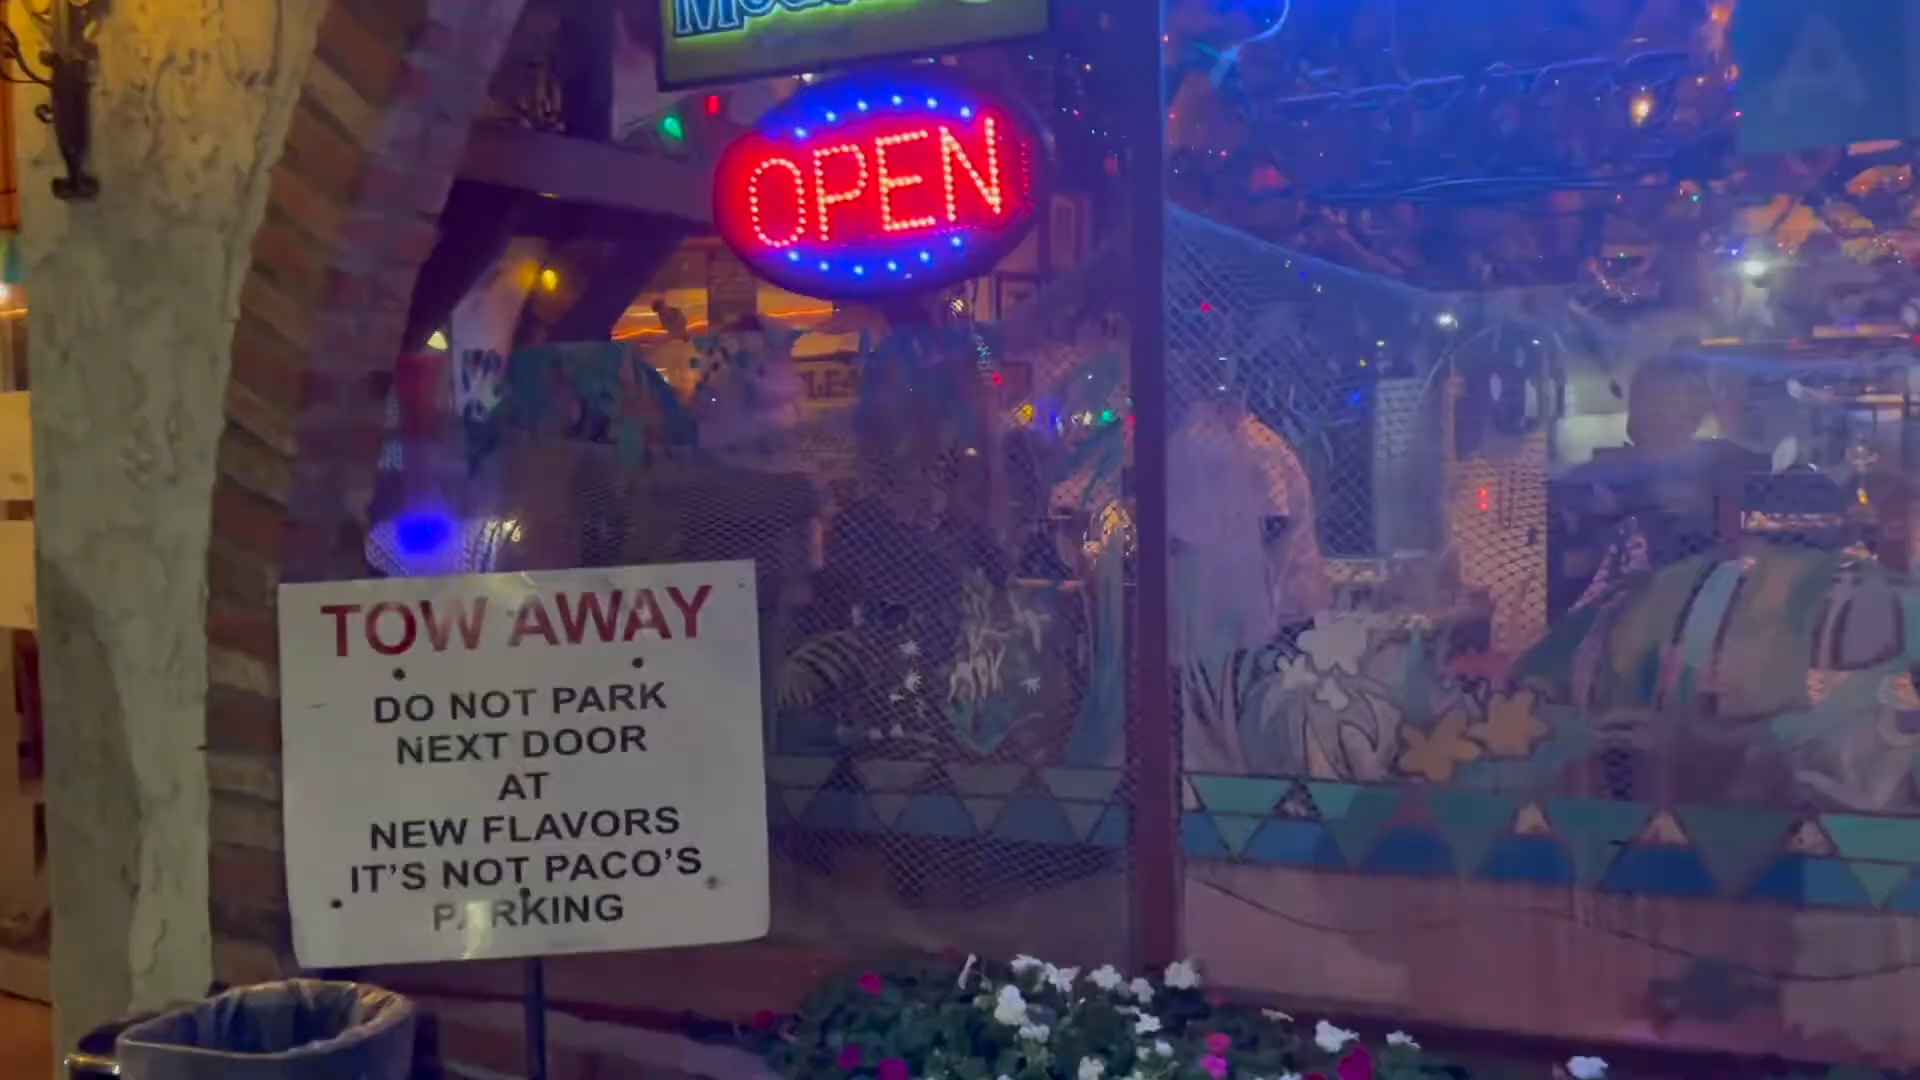 OPEN
TOW AWAY
DO NOT PARK
NEXT DOOR
AT
NEW FLAVORS
IT'S NOT PACO'S
PARKING
A